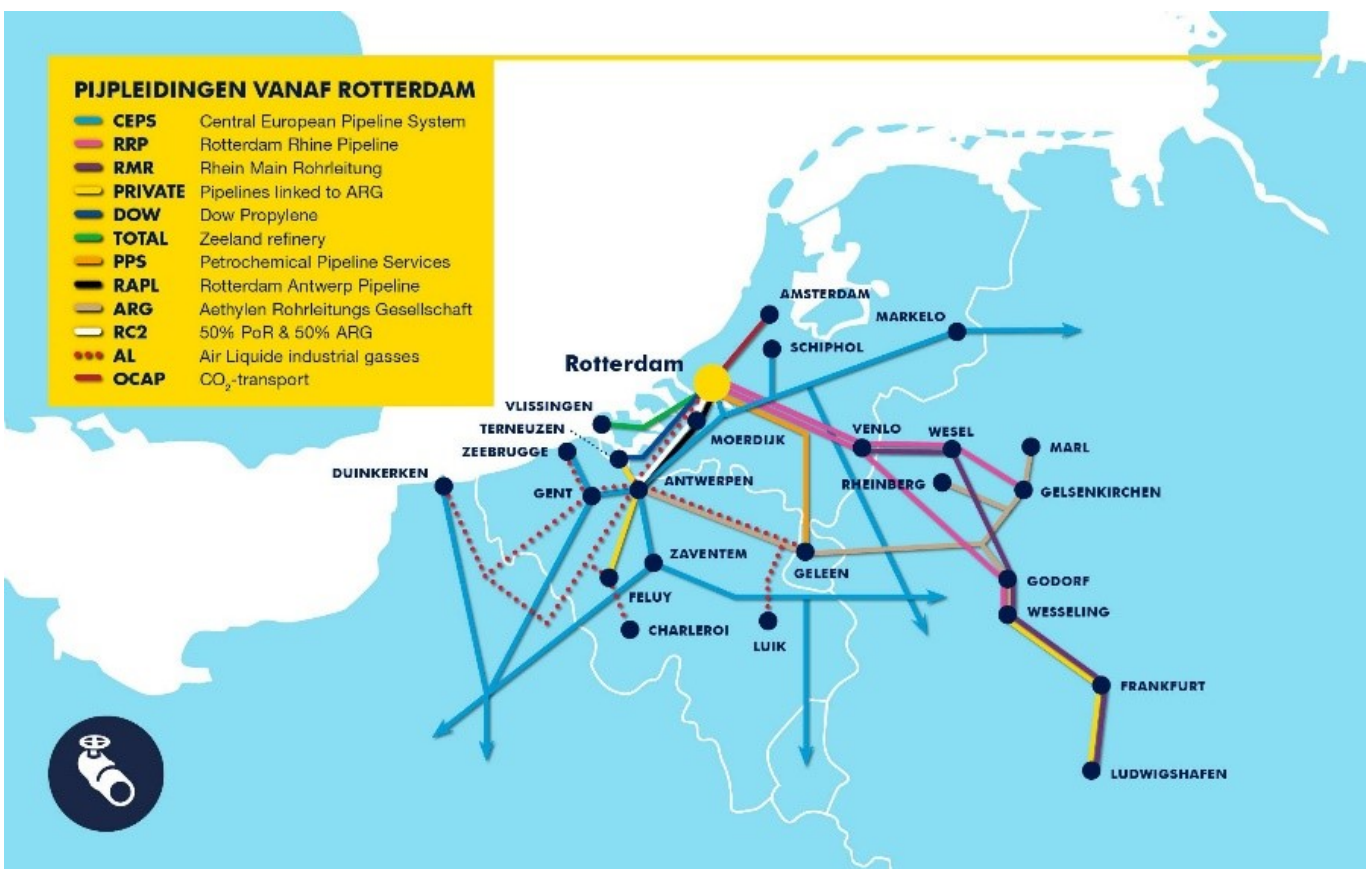 PIJPLEIDINGEN VANAF ROTTERDAM
CEPS Central European Pipeline System
RRP Rotterdam Rhine Pipeline
RMR Rhein Main Rohrleitung
PRIVATE Pipelines linked to ARG
DOW Dow Propylene
TOTAL Zeeland refinery
PPS Petrochemical Pipeline Services
RAPL Rotterdam Antwerp Pipeline
ARG Aethylen Rohrleitungs Gesellschaft
RC2 50% PoR & 50% ARG
AL Air Liquide industrial gasses
OCAP CO₂-transport
AMSTERDAM
MARKELO
SCHIPHOL
Rotterdam
VLISSINGEN
TERNEUZEN
MOERDIJK
VENLO
WESEL
MARL
ZEEBRUGGE
DUINKERKEN
ANTWERPEN
RHEINBERG
GELSENKIRCHEN
GENT
ZAVENTEM
GELEEN
GODORF
FELUY
WESSELING
CHARLEROI
LUIK
FRANKFURT
LUDWIGSHAFEN